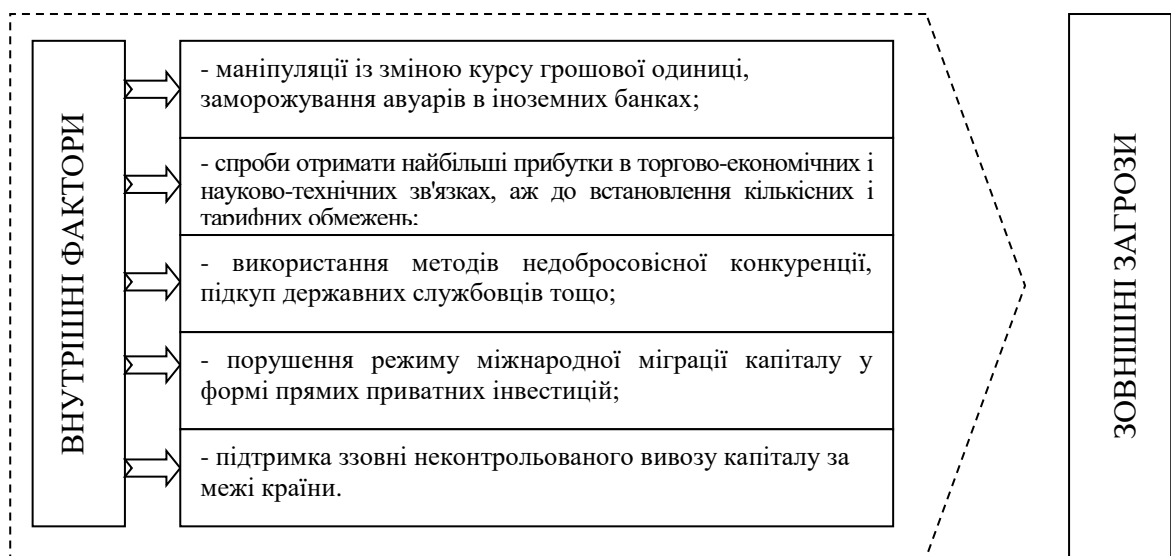 ВНУТРІШНІ ФАКТОРИ
- маніпуляції із зміною курсу грошової одиниці,
заморожування авуарів в іноземних банках;
- спроби отримати найбільші прибутки в торгово-економічних і
науково-технічних зв'язках, аж до встановлення кількісних і
тарифних обмежень;
- використання методів недобросовісної конкуренції,
підкуп державних службовців тощо;
- порушення режиму міжнародної міграції капіталу у
формі прямих приватних інвестицій;
- підтримка ззовні неконтрольованого вивозу капіталу за
межі країни.
ЗОВНІШНІ ЗАГРОЗИ